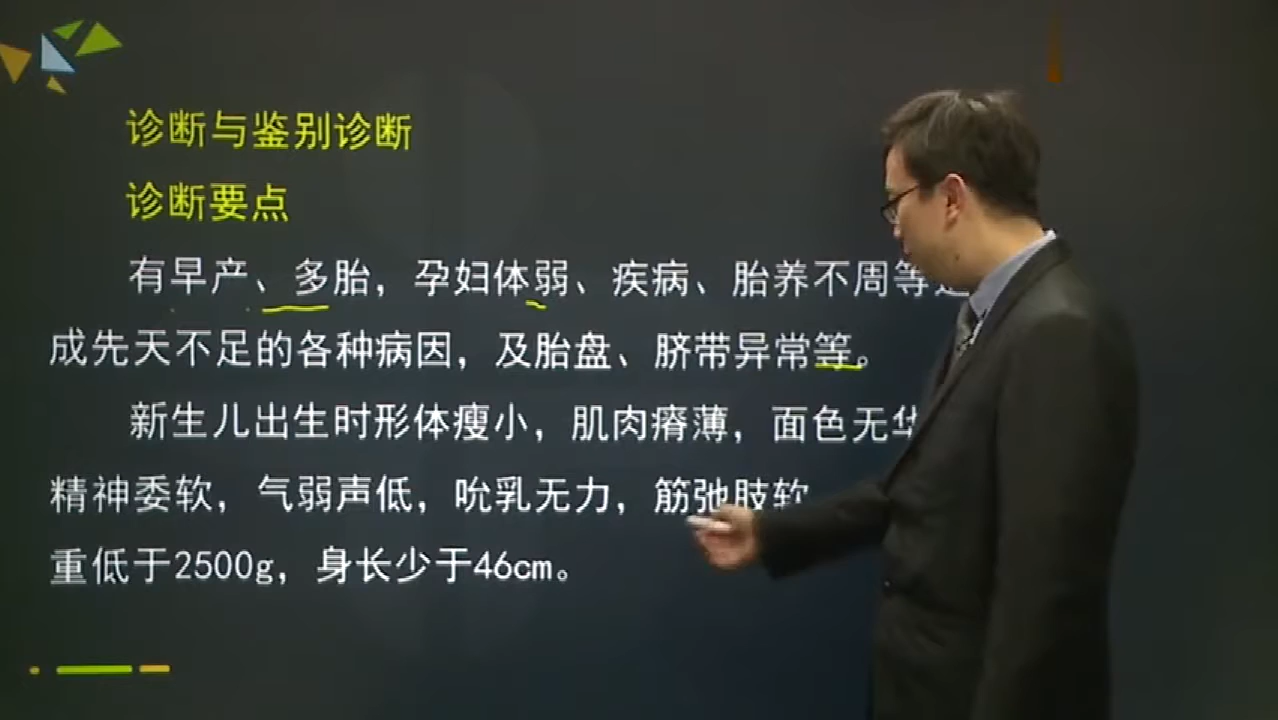 诊断与鉴别诊断
诊断要点
有早产、多胎，孕妇体弱、疾病、胎养不周等
成先天不足的各种病因，及胎盘、脐带异常等。
新生儿出生时形体瘦小，肌肉瘠薄，面色无华
精神委软，气弱声低，吮乳无力，筋弛肢软
重低于2500g，身长少于46cm。